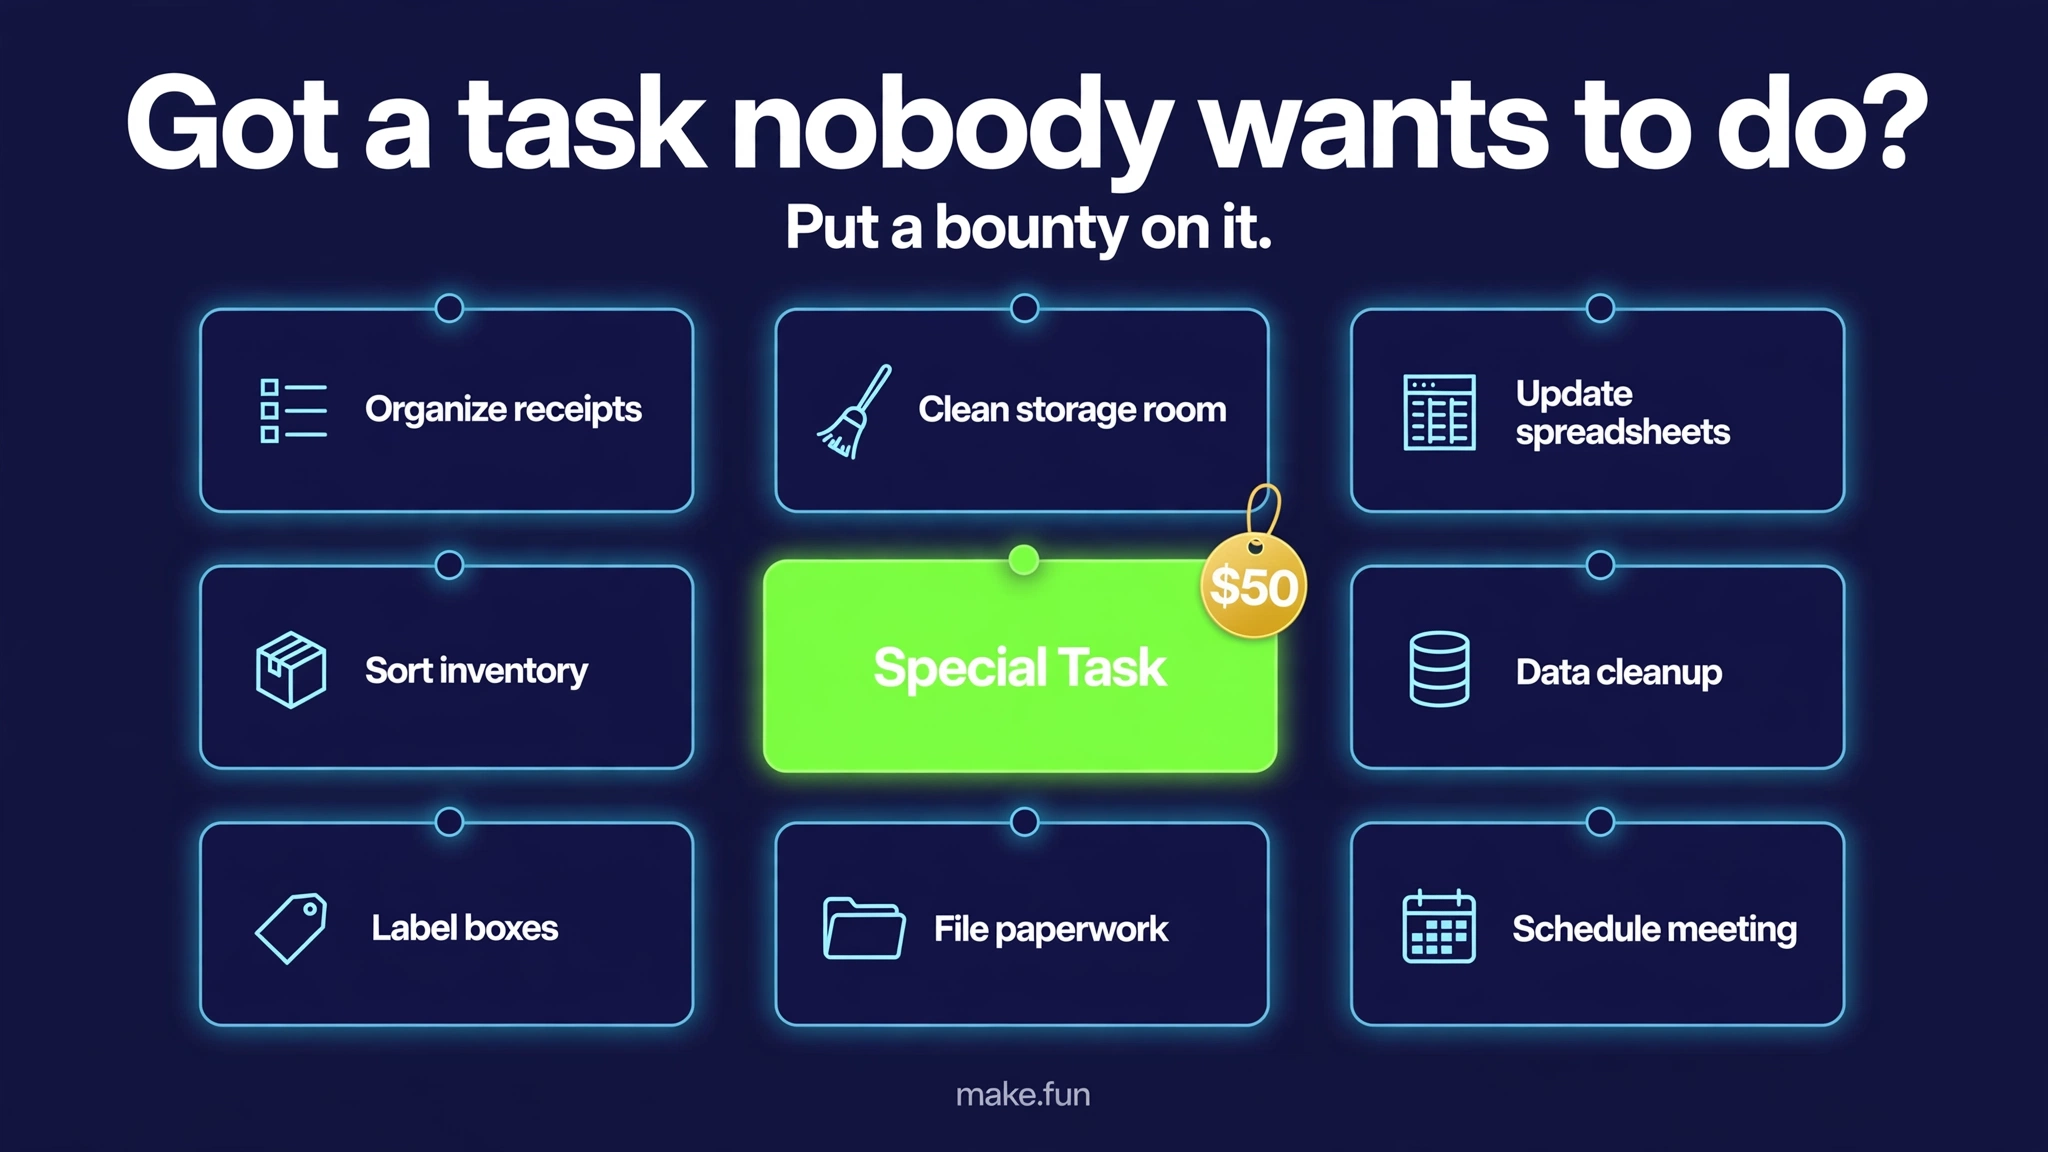 Got a task nobody wants to do?
Put a bounty on it.
Organize receipts
Clean storage room
Update
spreadsheets
Sort inventory
Special Task
$50
Data cleanup
Label boxes
File paperwork
Schedule meeting
make.fun